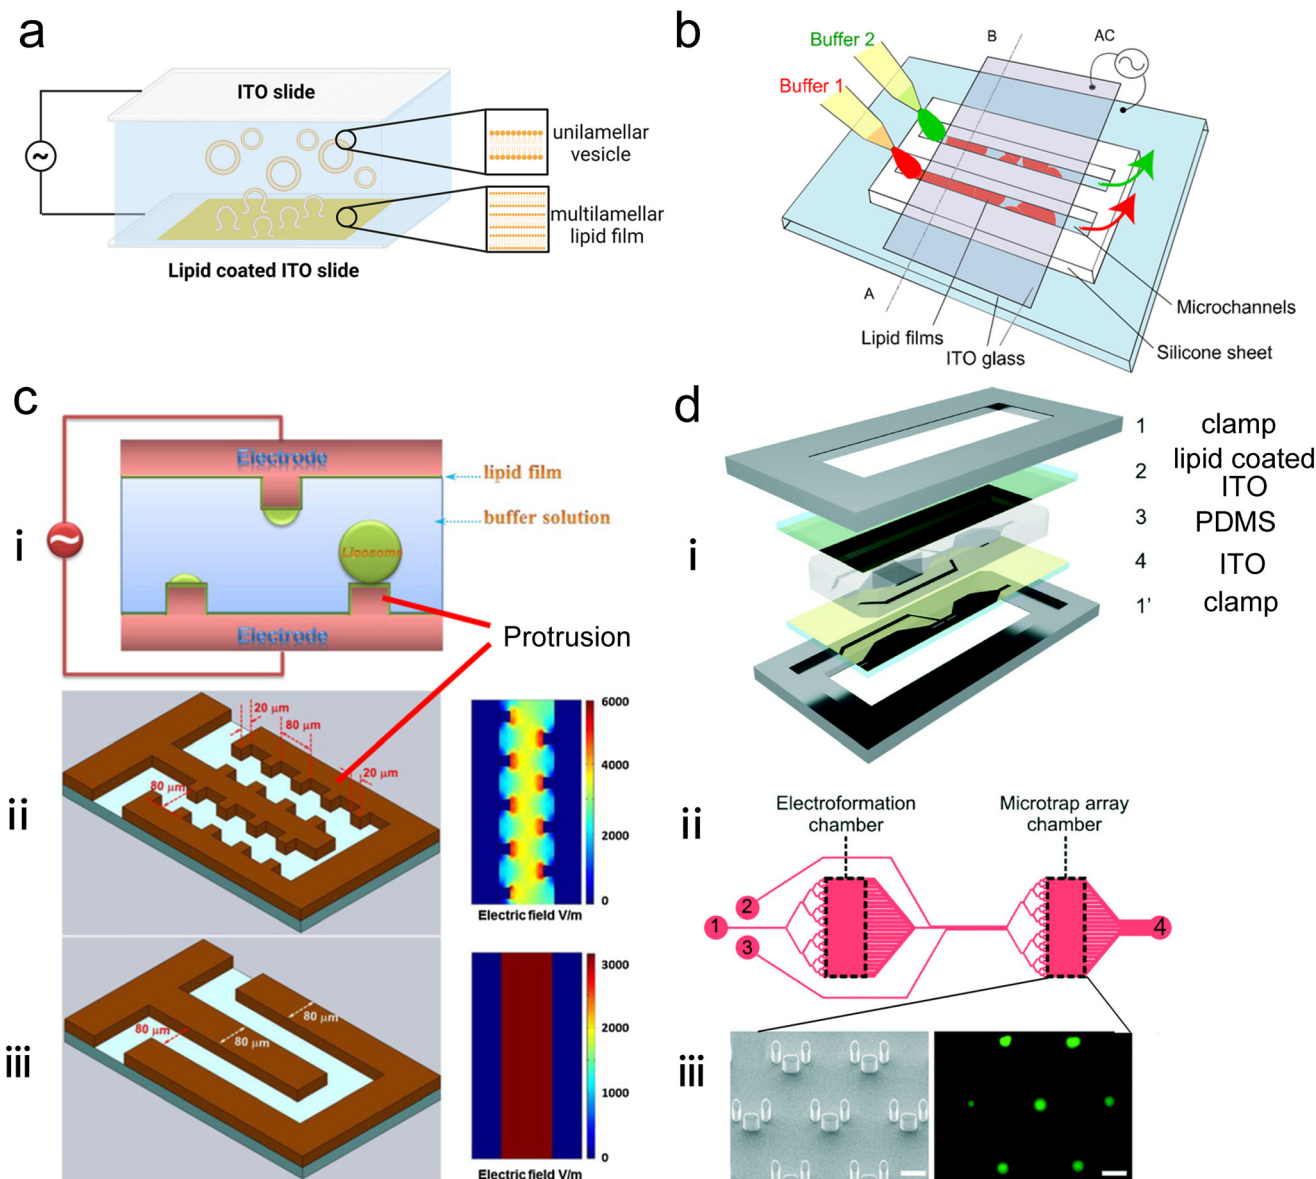 a
ITO slide
unilamellar
vesicle
multilamellar
lipid film
Lipid coated ITO slide
~
b
Buffer 2
Buffer 1
B
AC
A
Lipid films
ITO glass
Microchannels
Silicone sheet
c
i
Electrode
lipid film
buffer solution
Liposome
Electrode
Protrusion
ii
20 µm
80 µm
20 µm
80 µm
6000
4000
2000
0
Electric field V/m
iii
80 µm
80 µm
80 µm
3000
2000
1000
0
Electric field V/m
d
i
1 clamp
2 lipid coated
ITO
3 PDMS
4 ITO
1' clamp
ii
Electroformation
chamber
Microtrap array
chamber
1
2
3
4
iii